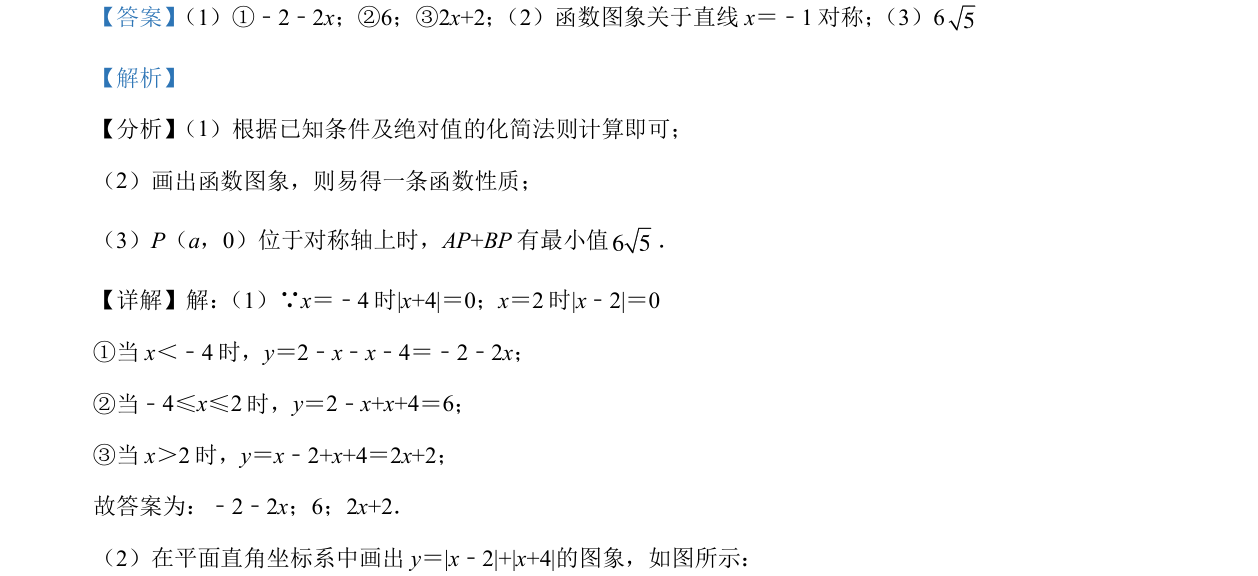 【答案】（1）①﹣2﹣2x；②6；③2x+2；（2）函数图象关于直线 x＝﹣1 对称；（3）6√5
【解析】
【分析】（1）根据已知条件及绝对值的化简法则计算即可；
（2）画出函数图象，则易得一条函数性质；
（3）P（a，0）位于对称轴上时，AP+BP 有最小值 6√5 ．
【详解】解：（1）∵x＝﹣4 时|x+4|＝0；x＝2 时|x﹣2|＝0
①当 x＜﹣4 时，y＝2﹣x﹣x﹣4＝﹣2﹣2x；
②当﹣4≤x≤2 时，y＝2﹣x+x+4＝6；
③当 x＞2 时，y＝x﹣2+x+4＝2x+2；
故答案为：﹣2﹣2x；6；2x+2．
（2）在平面直角坐标系中画出 y＝|x﹣2|+|x+4|的图象，如图所示：